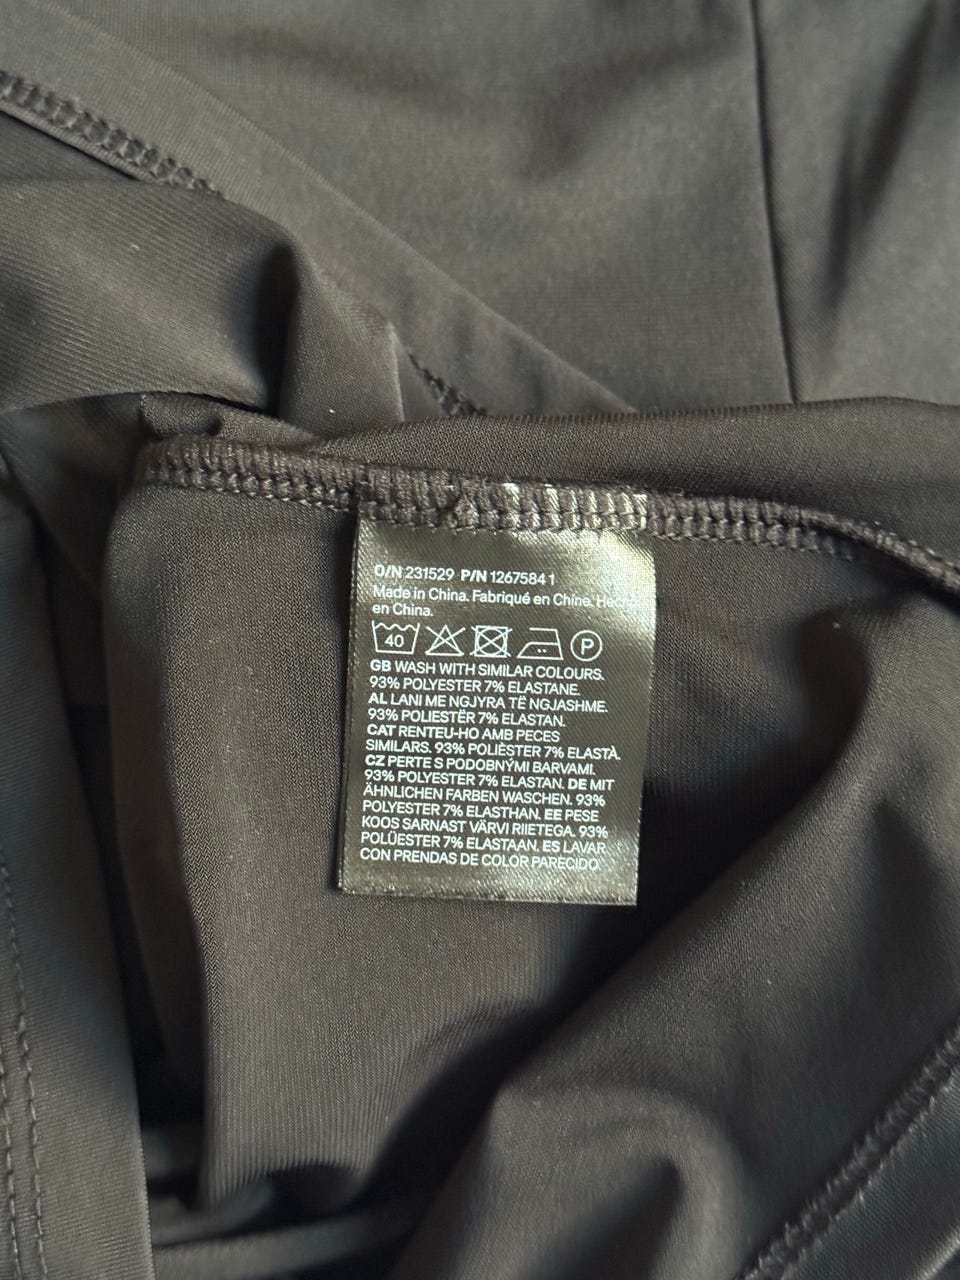 O/N 231529 P/N 1267584 1
Made in China. Fabriqué en Chine. Hecho
en China.
40 P
GB WASH WITH SIMILAR COLOURS.
93% POLYESTER 7% ELASTANE.
AL LANI ME NGJYRA TË NGJASHME.
93% POLIESTËR 7% ELASTAN.
CAT RENTEU-HO AMB PECES
SIMILARS. 93% POLIÈSTER 7% ELASTÀ.
CZ PERTE S PODOBNÝMI BARVAMI.
93% POLYESTER 7% ELASTAN. DE MIT
ÄHNLICHEN FARBEN WASCHEN. 93%
POLYESTER 7% ELASTHAN. EE PESE
KOOS SARNAST VÄRVI RIIETEGA. 93%
POLÜESTER 7% ELASTAAN. ES LAVAR
CON PRENDAS DE COLOR PARECIDO.